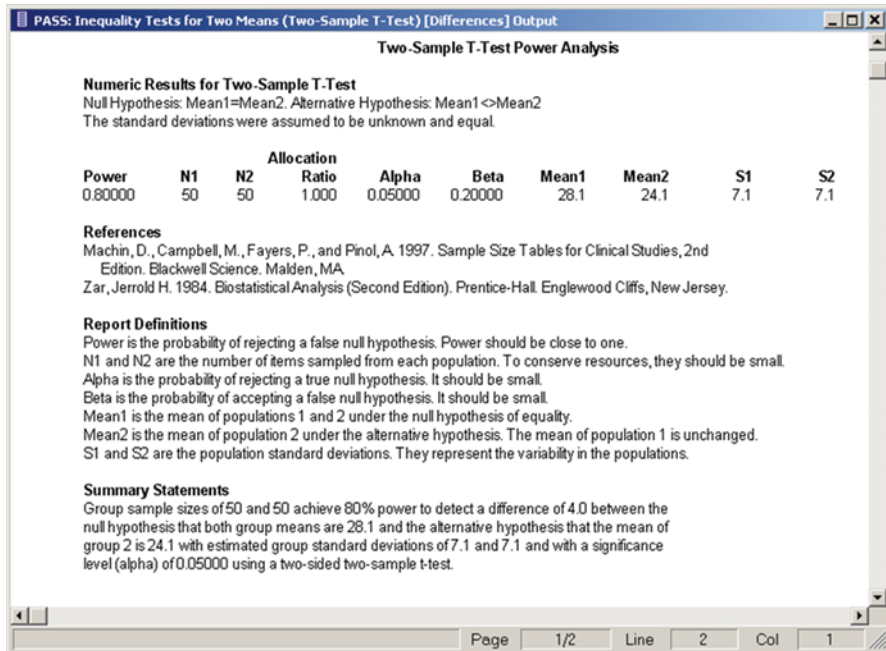 PASS: Inequality Tests for Two Means (Two-Sample T-Test) [Differences] Output
Two-Sample T-Test Power Analysis
Numeric Results for Two-Sample T-Test
Null Hypothesis: Mean1=Mean2. Alternative Hypothesis: Mean1<>Mean2
The standard deviations were assumed to be unknown and equal.
Allocation
Power N1 N2 Ratio Alpha Beta Mean1 Mean2 S1 S2
0.80000 50 50 1.000 0.05000 0.20000 28.1 24.1 7.1 7.1
References
Machin, D., Campbell, M., Fayers, P., and Pinol, A. 1997. Sample Size Tables for Clinical Studies, 2nd
Edition. Blackwell Science. Malden, MA.
Zar, Jerrold H. 1984. Biostatistical Analysis (Second Edition). Prentice-Hall. Englewood Cliffs, New Jersey.
Report Definitions
Power is the probability of rejecting a false null hypothesis. Power should be close to one.
N1 and N2 are the number of items sampled from each population. To conserve resources, they should be small.
Alpha is the probability of rejecting a true null hypothesis. It should be small.
Beta is the probability of accepting a false null hypothesis. It should be small.
Mean1 is the mean of populations 1 and 2 under the null hypothesis of equality.
Mean2 is the mean of population 2 under the alternative hypothesis. The mean of population 1 is unchanged.
S1 and S2 are the population standard deviations. They represent the variability in the populations.
Summary Statements
Group sample sizes of 50 and 50 achieve 80% power to detect a difference of 4.0 between the
null hypothesis that both group means are 28.1 and the alternative hypothesis that the mean of
group 2 is 24.1 with estimated group standard deviations of 7.1 and 7.1 and with a significance
level (alpha) of 0.05000 using a two-sided two-sample t-test.
Page 1/2 Line 2 Col 1